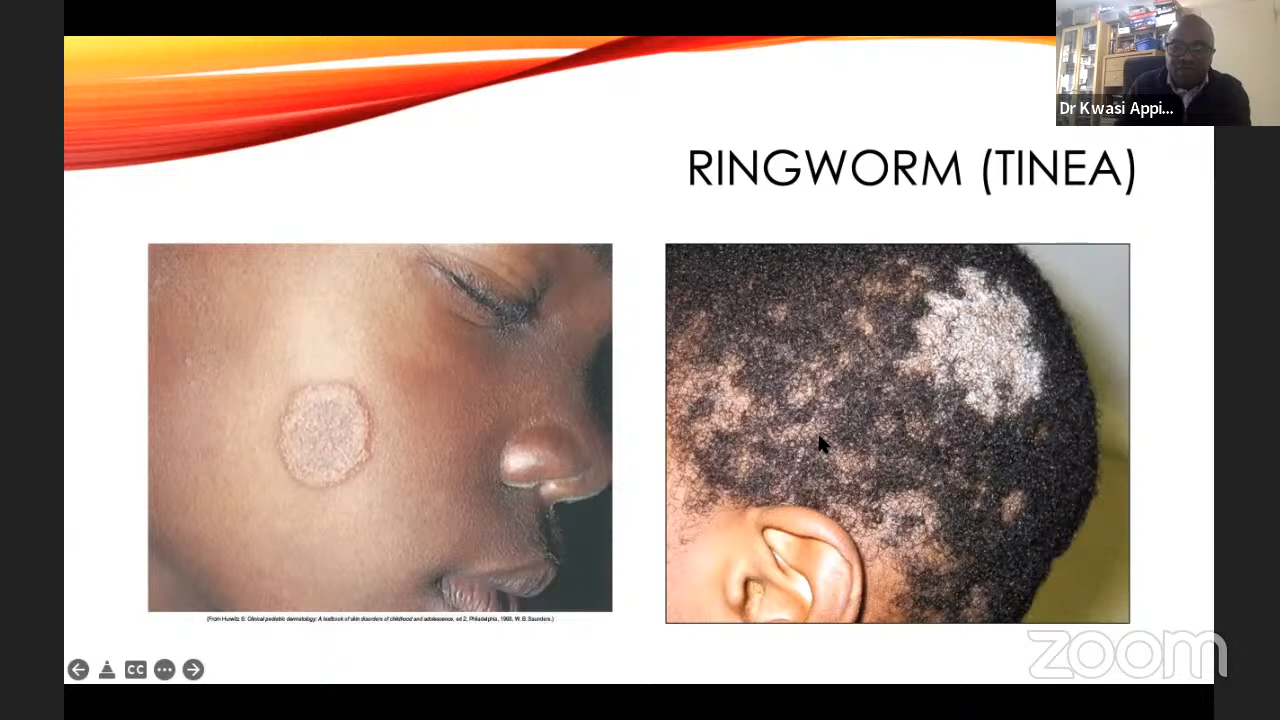 Dr Kwasi Appi...
RINGWORM (TINEA)
(From Hurwitz S: Clinical pediatric dermatology: A textbook of skin disorders of childhood and adolescence, ed 2, Philadelphia, 1993, W. B. Saunders.)
CC
zoom